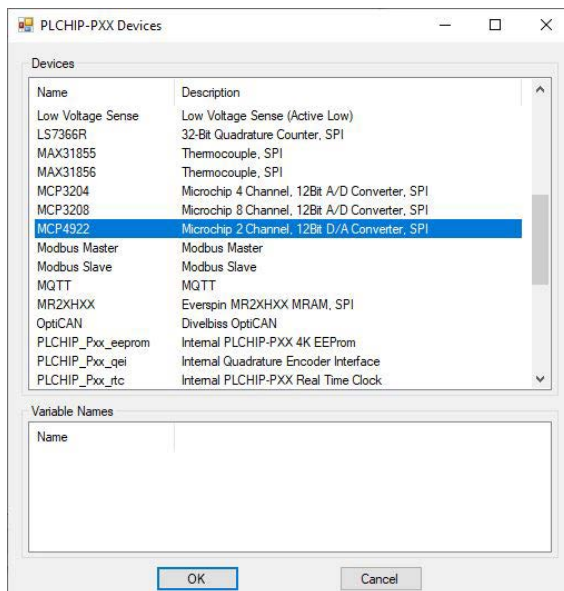 PLCHIP-PXX Devices
Devices
Name Description
Low Voltage Sense Low Voltage Sense (Active Low)
LS7366R 32-Bit Quadrature Counter, SPI
MAX31855 Thermocouple, SPI
MAX31856 Thermocouple, SPI
MCP3204 Microchip 4 Channel, 12Bit A/D Converter, SPI
MCP3208 Microchip 8 Channel, 12Bit A/D Converter, SPI
MCP4922 Microchip 2 Channel, 12Bit D/A Converter, SPI
Modbus Master Modbus Master
Modbus Slave Modbus Slave
MQTT MQTT
MR2XHXX Everspin MR2XHXX MRAM, SPI
OptiCAN Divelbiss OptiCAN
PLCHIP_Pxx_eeprom Internal PLCHIP-PXX 4K EEProm
PLCHIP_Pxx_qei Internal Quadrature Encoder Interface
PLCHIP_Pxx_rtc Internal PLCHIP-PXX Real Time Clock
Variable Names
Name
OK Cancel